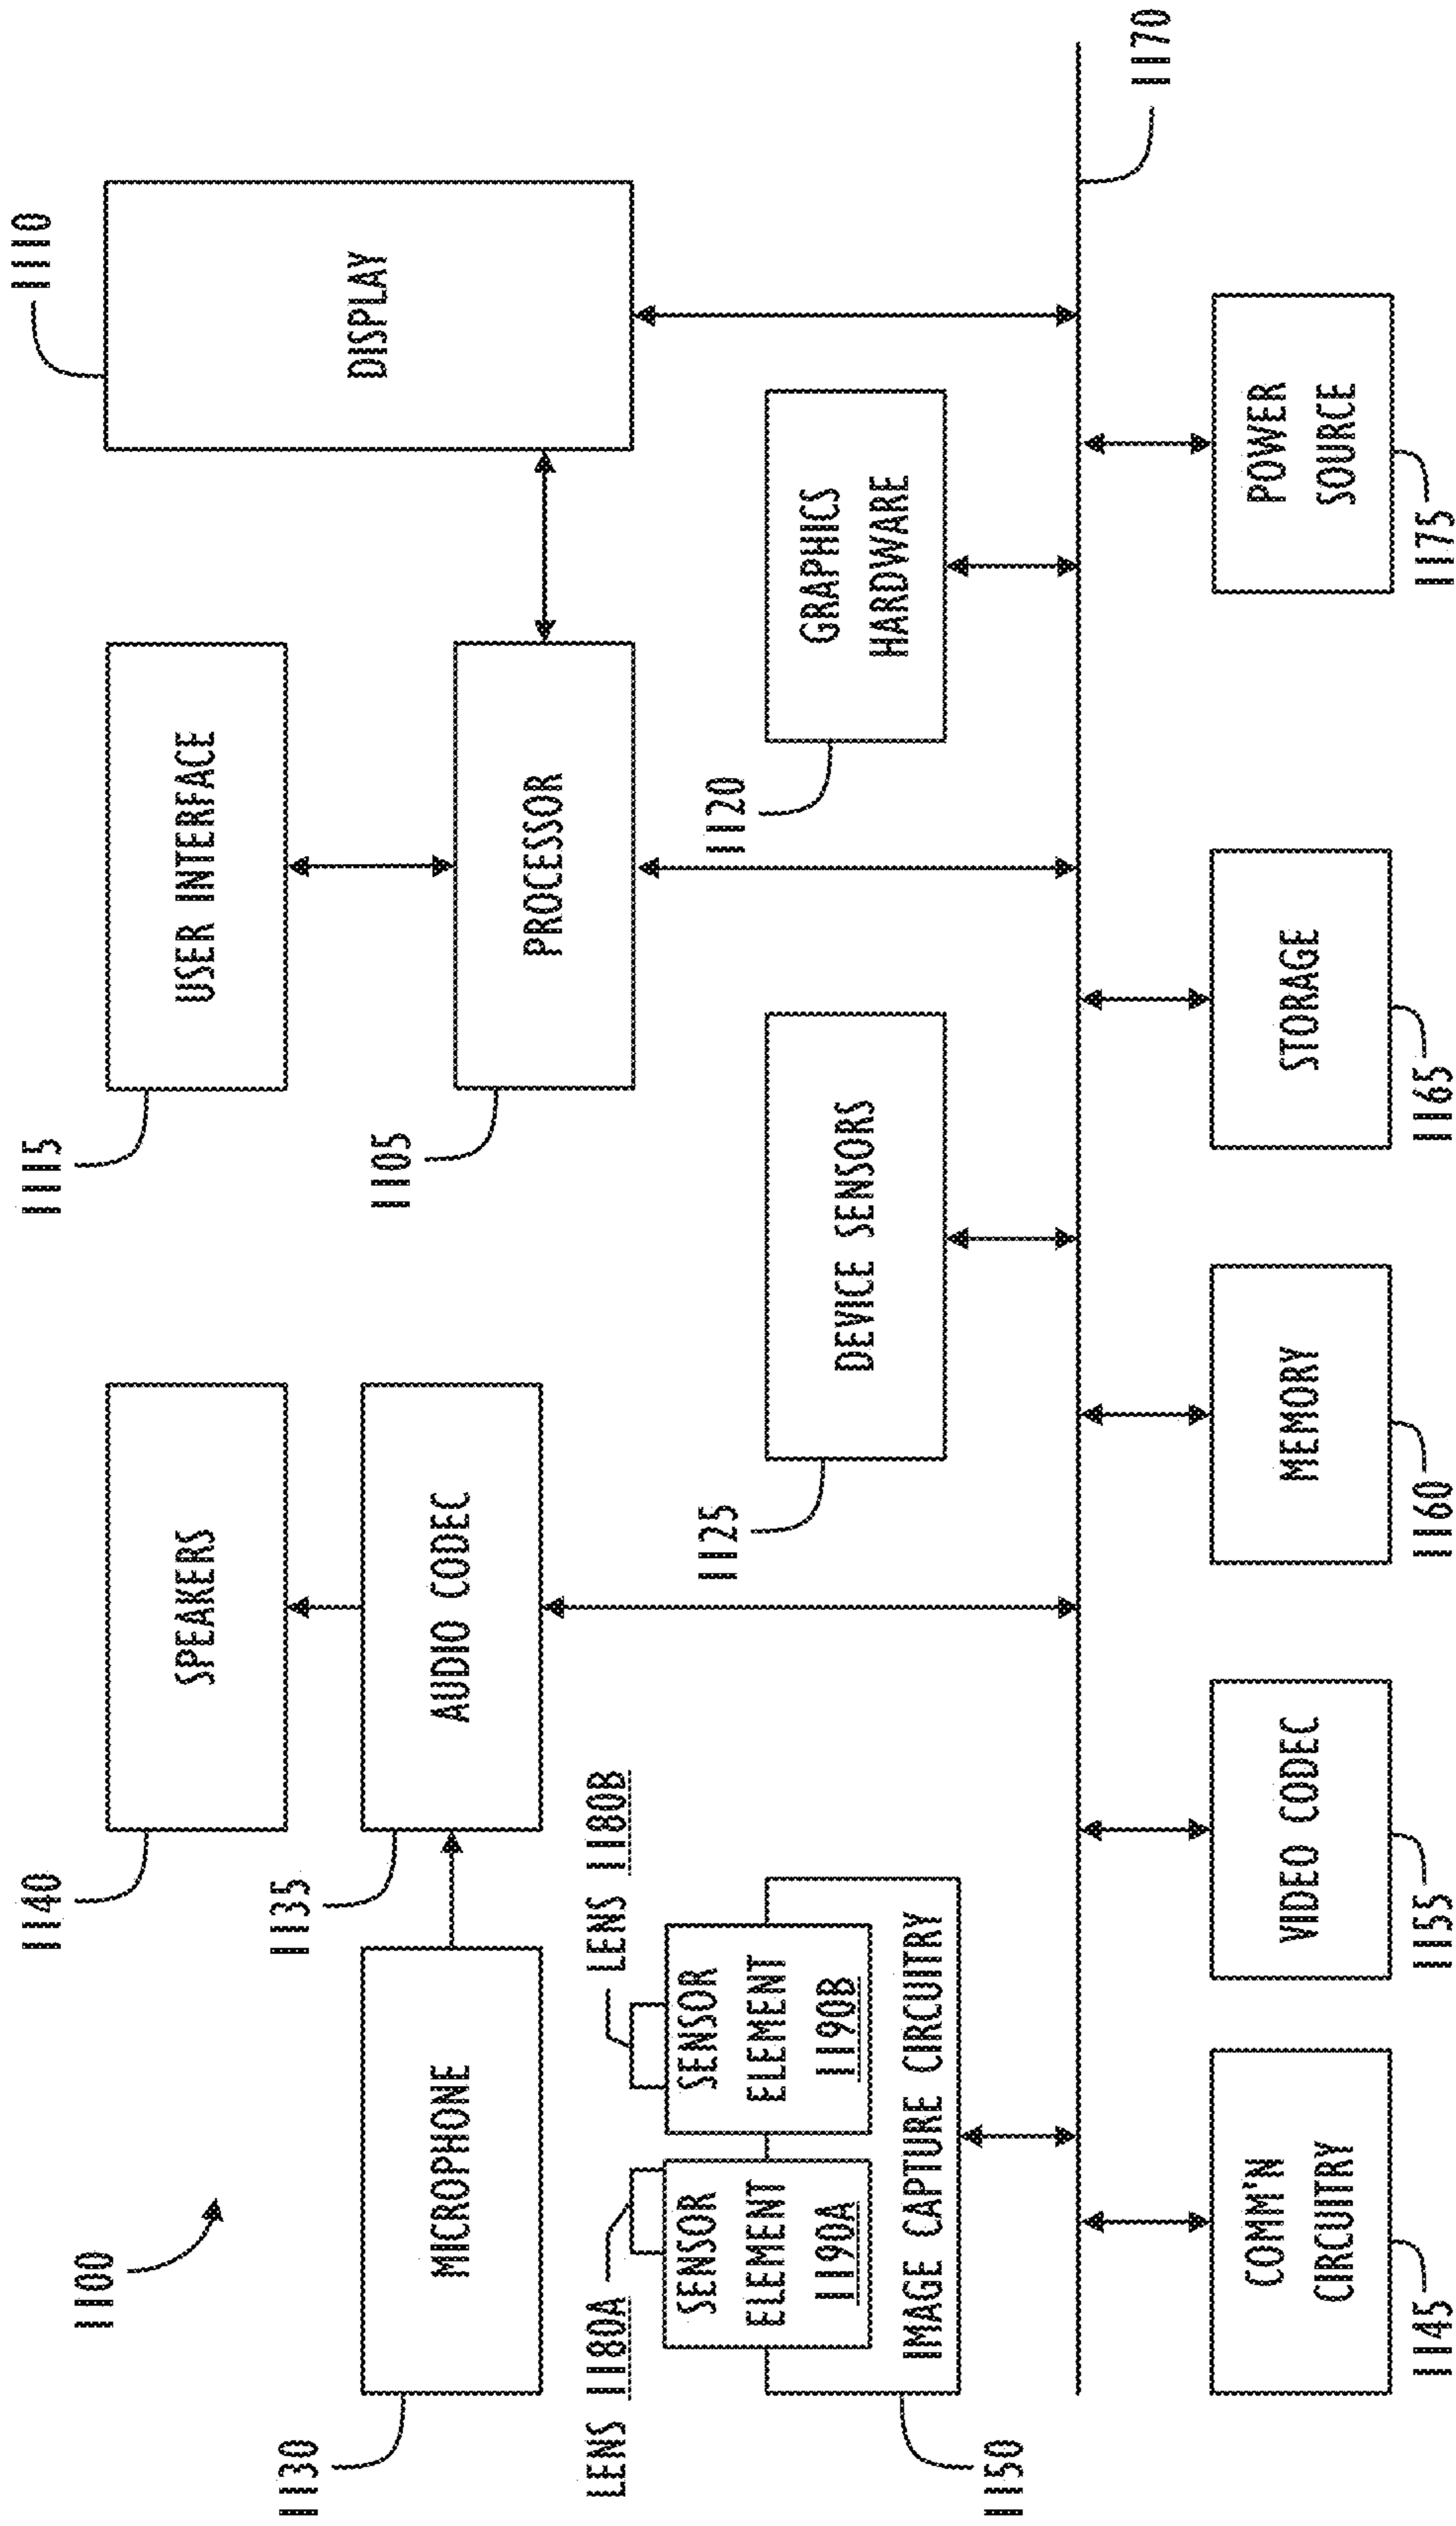 1100
1130
MICROPHONE
1140
SPEAKERS
1135
AUDIO CODEC
1115
USER INTERFACE
1105
PROCESSOR
1110
DISPLAY
LENS 1180A
LENS 1180B
SENSOR
ELEMENT
1190A
SENSOR
ELEMENT
1190B
IMAGE CAPTURE CIRCUITRY
1150
1125
DEVICE SENSORS
1120
GRAPHICS
HARDWARE
1170
COMM'N
CIRCUITRY
1145
VIDEO CODEC
1155
MEMORY
1160
STORAGE
1165
POWER
SOURCE
1175